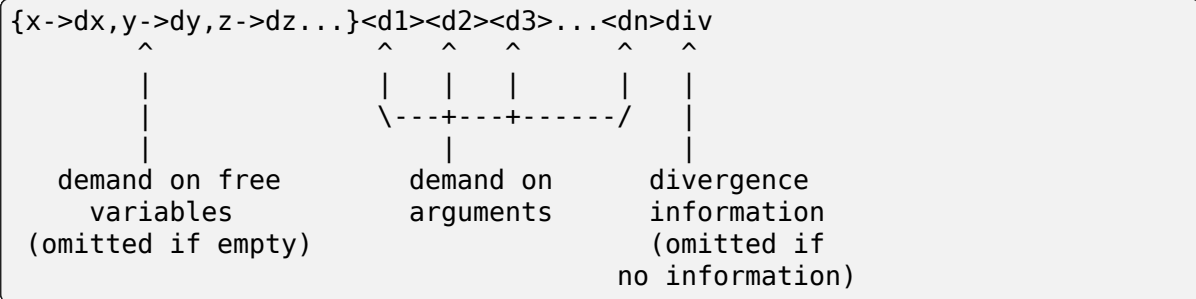 {x->dx,y->dy,z->dz...}<d1><d2><d3>...<dn>div
        ^              ^   ^   ^      ^   ^
        |              |   |   |      |   |
        |              \---+---+------/   |
        |                  |              |
   demand on free        demand on      divergence
     variables           arguments      information
 (omitted if empty)                     (omitted if
                                      no information)